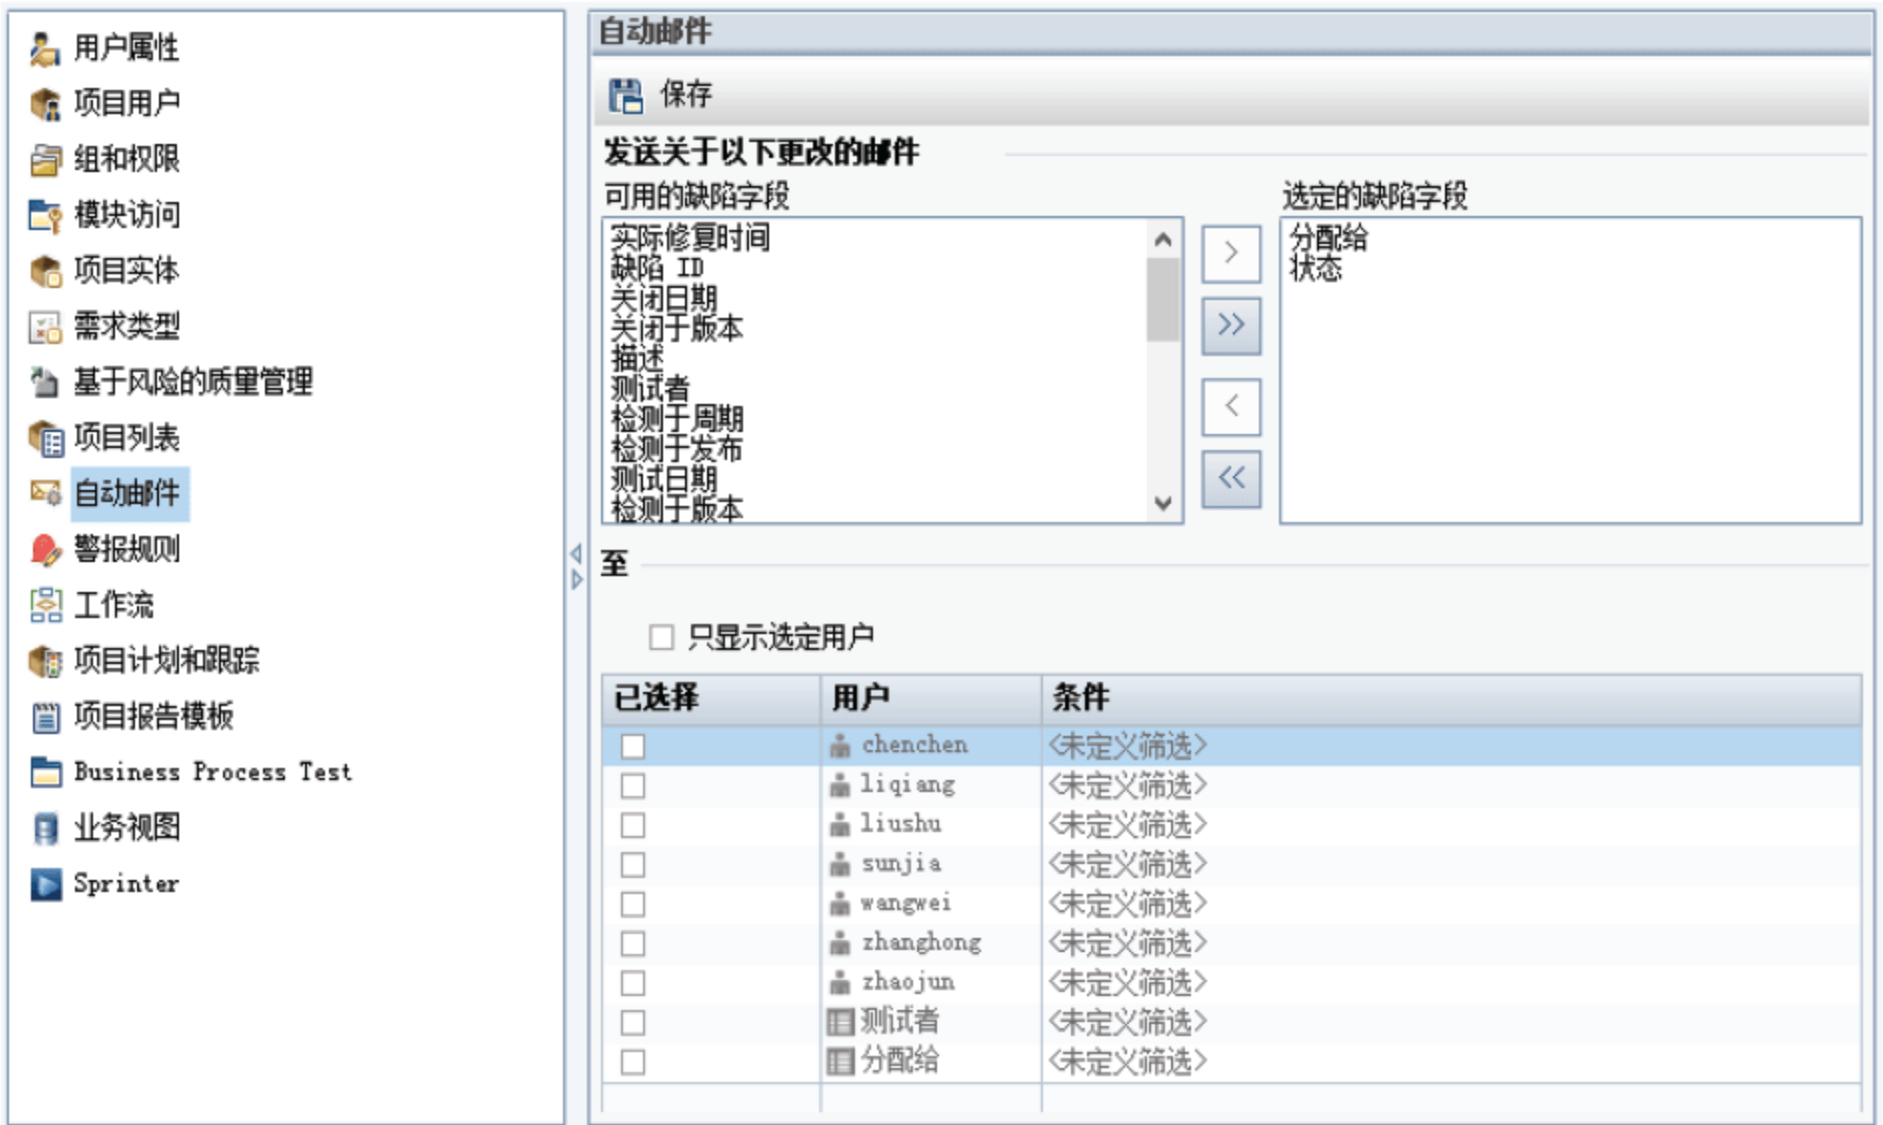 用户属性
项目用户
组和权限
模块访问
项目实体
需求类型
基于风险的质量管理
项目列表
自动邮件
警报规则
工作流
项目计划和跟踪
项目报告模板
Business Process Test
业务视图
Sprinter
自动邮件
保存
发送关于以下更改的邮件
可用的缺陷字段
实际修复时间
缺陷 ID
关闭日期
关闭于版本
描述
测试者
检测于周期
检测于发布
测试日期
检测于版本
>
>>
<
<<
选定的缺陷字段
分配给
状态
至
只显示选定用户
已选择 用户 条件
chenchen <未定义筛选>
liqiang <未定义筛选>
liushu <未定义筛选>
sunjia <未定义筛选>
wangwei <未定义筛选>
zhanghong <未定义筛选>
zhaojun <未定义筛选>
测试者 <未定义筛选>
分配给 <未定义筛选>